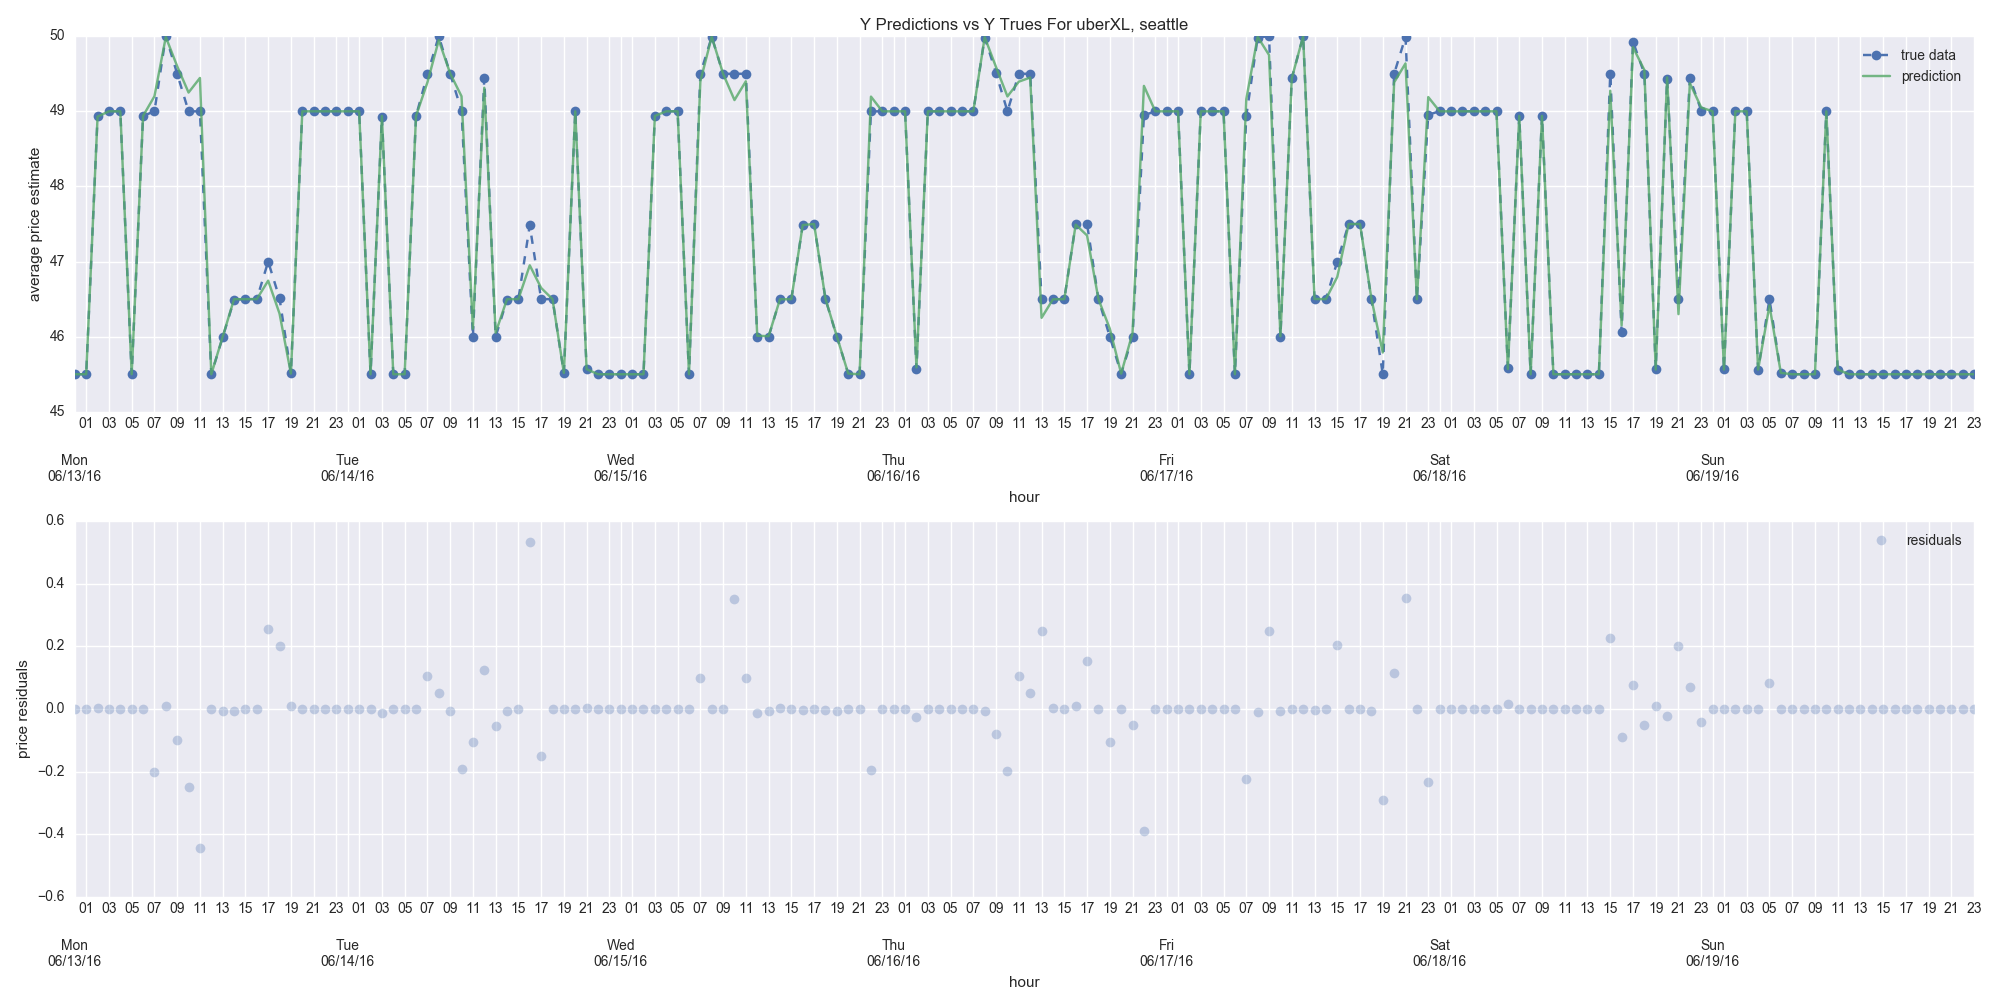 Y Predictions vs Y Trues For uberXL, seattle
true data
prediction
average price estimate
50
49
48
47
46
45
01 03 05 07 09 11 13 15 17 19 21 23 01 03 05 07 09 11 13 15 17 19 21 23 01 03 05 07 09 11 13 15 17 19 21 23 01 03 05 07 09 11 13 15 17 19 21 23 01 03 05 07 09 11 13 15 17 19 21 23 01 03 05 07 09 11 13 15 17 19 21 23 01 03 05 07 09 11 13 15 17 19 21 23
Mon Tue Wed Thu Fri Sat Sun
06/13/16 06/14/16 06/15/16 06/16/16 06/17/16 06/18/16 06/19/16
hour
residuals
price residuals
0.6
0.4
0.2
0.0
−0.2
−0.4
−0.6
01 03 05 07 09 11 13 15 17 19 21 23 01 03 05 07 09 11 13 15 17 19 21 23 01 03 05 07 09 11 13 15 17 19 21 23 01 03 05 07 09 11 13 15 17 19 21 23 01 03 05 07 09 11 13 15 17 19 21 23 01 03 05 07 09 11 13 15 17 19 21 23 01 03 05 07 09 11 13 15 17 19 21 23
Mon Tue Wed Thu Fri Sat Sun
06/13/16 06/14/16 06/15/16 06/16/16 06/17/16 06/18/16 06/19/16
hour